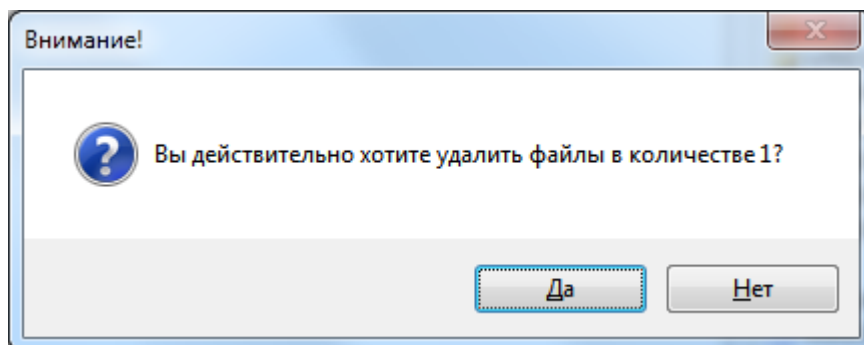 Внимание!
Вы действительно хотите удалить файлы в количестве 1?
Да
Нет